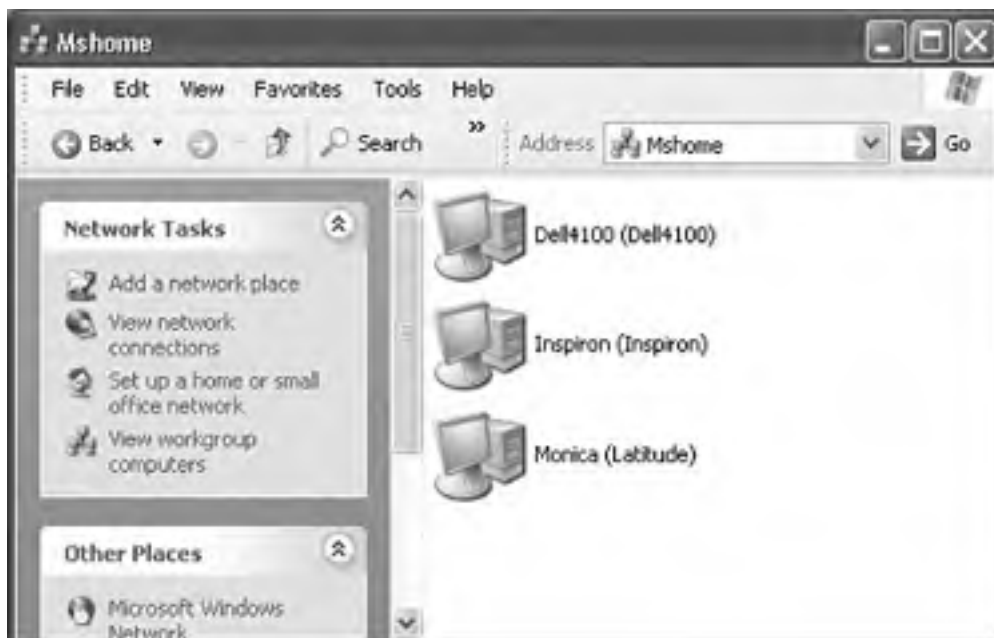 Mshome
File Edit View Favorites Tools Help
Back Search » Address Mshome Go
Network Tasks
Add a network place
View network
connections
Set up a home or small
office network
View workgroup
computers
Other Places
Microsoft Windows
Network
Dell4100 (Dell4100)
Inspiron (Inspiron)
Monica (Latitude)